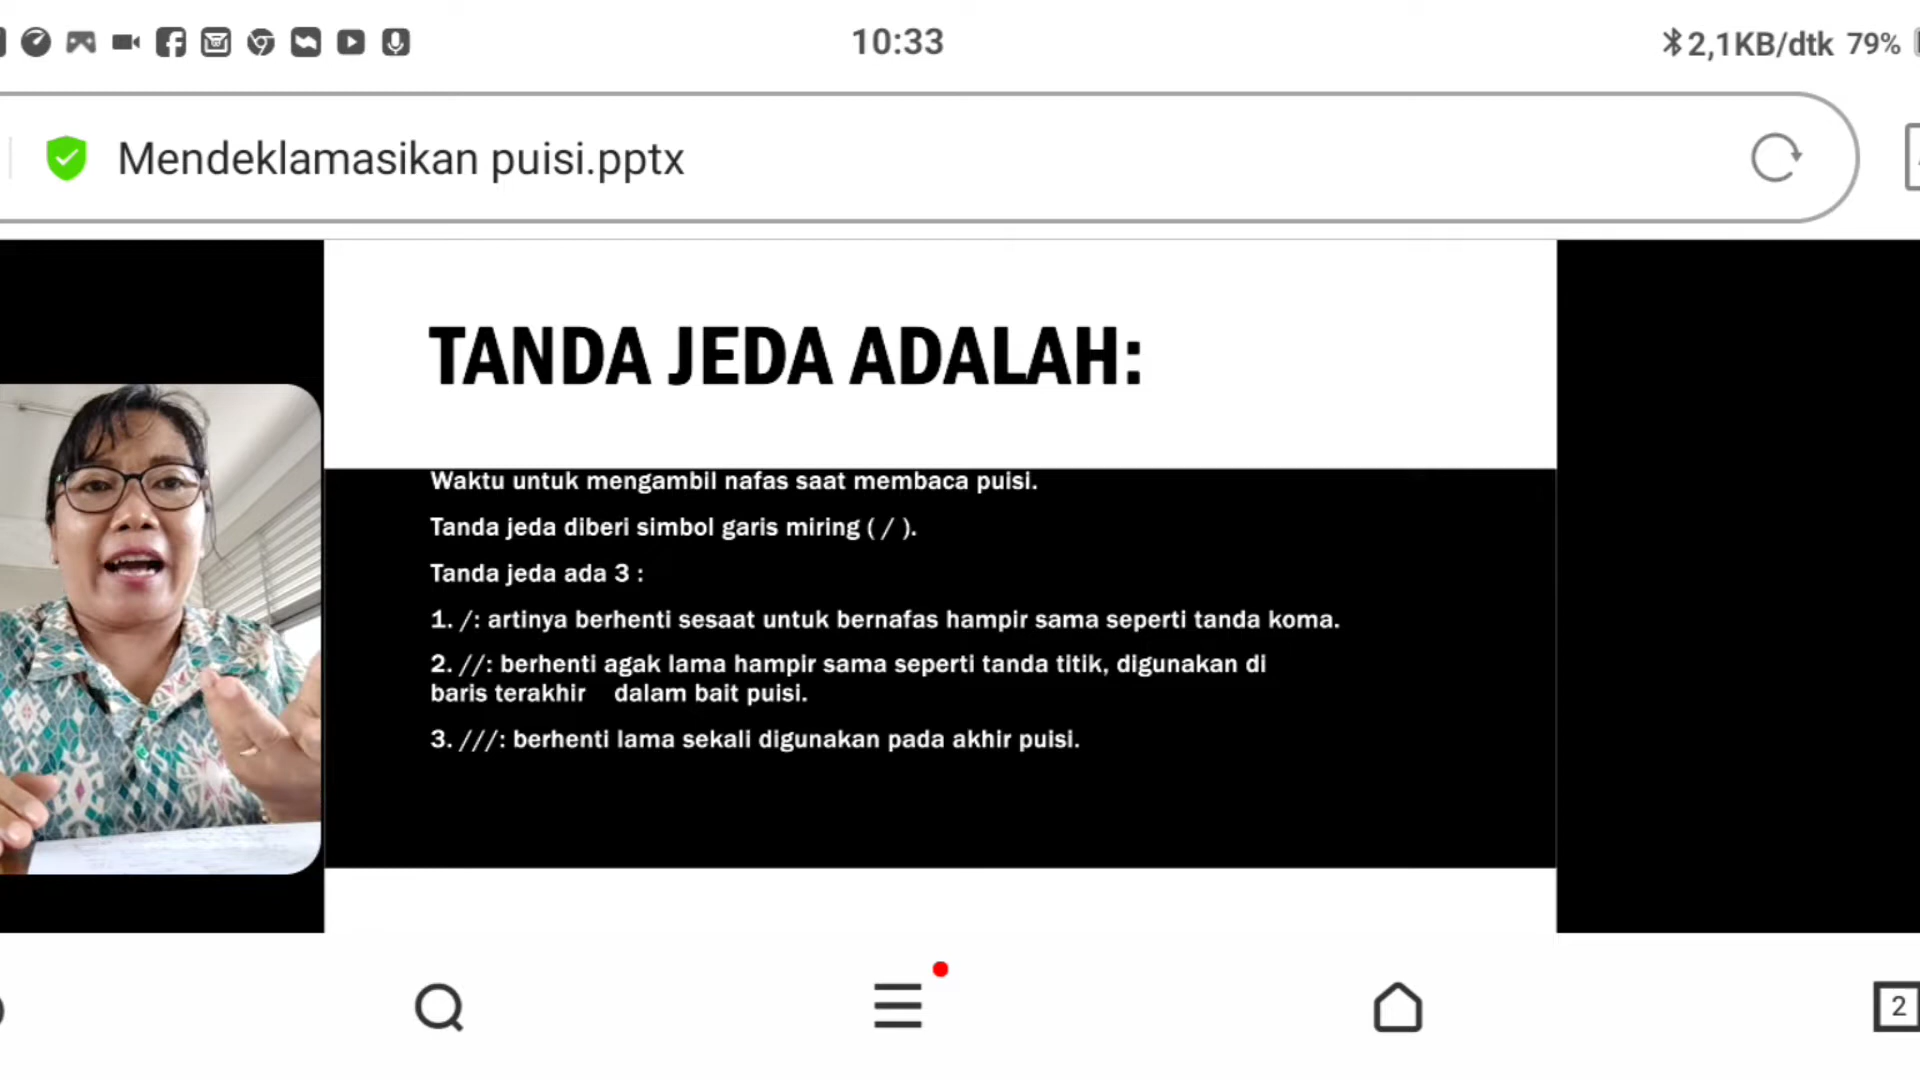 10:33
2,1KB/dtk 79%
Mendeklamasikan puisi.pptx
TANDA JEDA ADALAH:
Waktu untuk mengambil nafas saat membaca puisi.
Tanda jeda diberi simbol garis miring ( / ).
Tanda jeda ada 3 :
1. /: artinya berhenti sesaat untuk bernafas hampir sama seperti tanda koma.
2. //: berhenti agak lama hampir sama seperti tanda titik, digunakan di
baris terakhir dalam bait puisi.
3. ///: berhenti lama sekali digunakan pada akhir puisi.
2